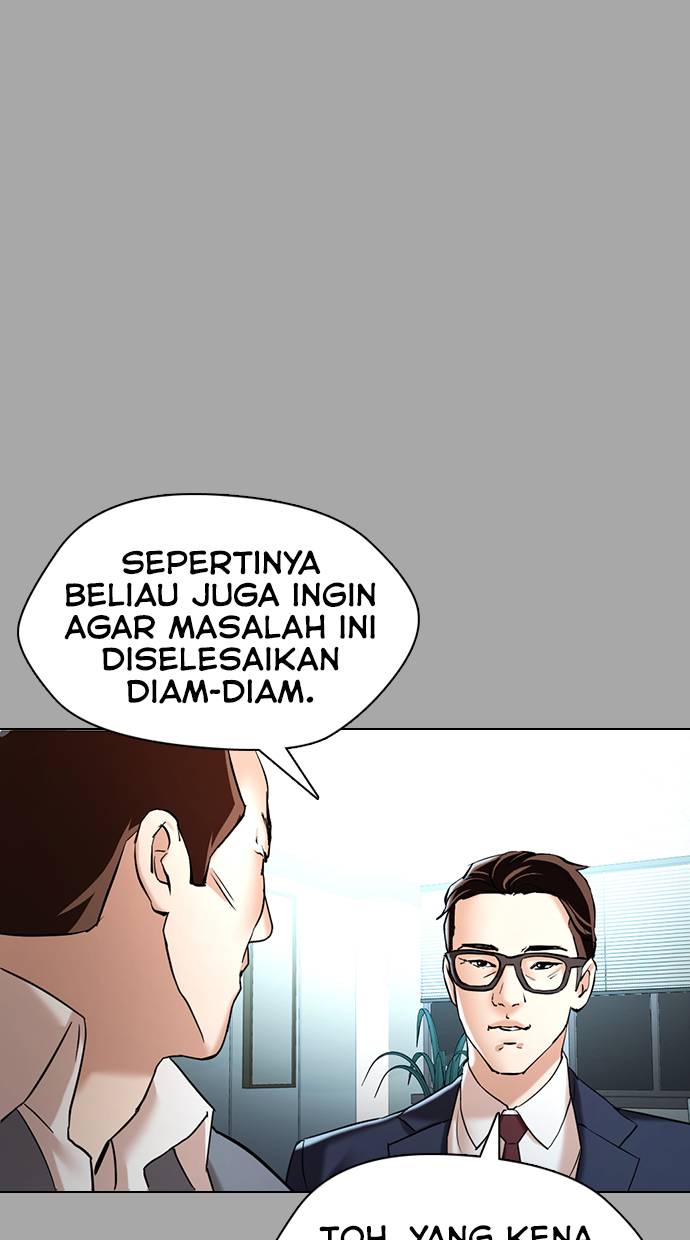 SEPERTINYA
BELIAU JUGA INGIN
AGAR MASALAH INI
DISELESAIKAN
DIAM-DIAM.
TOH, YANG KENA